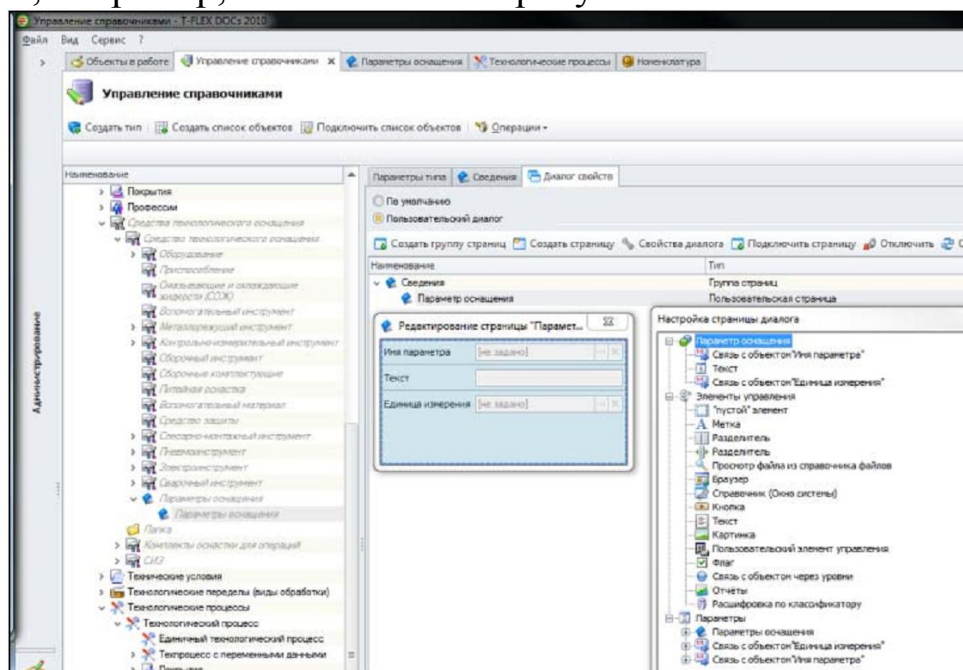 Управление справочниками - T-FLEX DOCs 2010
Файл Вид Сервис ?
Объекты в работе Управление справочниками Параметры оснащения Технологические процессы Номенклатура
Управление справочниками
Создать тип Создать список объектов Подключить список объектов Операции
Наименование
Покрытия
Профессии
Средства технологического оснащения
Средства технологического оснащения
Оборудование
Приспособление
Смазывающие и охлаждающие
жидкости (СОЖ)
Вспомогательный инструмент
Металлорежущий инструмент
Контрольно-измерительный инструмент
Сборочный инструмент
Сборочные комплектующие
Литейная оснастка
Вспомогательный материал
Средство защиты
Слесарно-монтажный инструмент
Пневмоинструмент
Электроинструмент
Сварочный инструмент
Параметры оснащения
Параметры оснащения
Папка
Комплекты оснастки для операций
СИЗ
Технические условия
Технологические переделы (виды обработки)
Технологические процессы
Технологический процесс
Единичный технологический процесс
Техпроцесс с переменными данными
Администрирование
Параметры типа Сведения Диалог свойств
По умолчанию
Пользовательский диалог
Создать группу страниц Создать страницу Свойства диалога Подключить страницу Отключить
Наименование Тип
Сведения Группа страниц
Параметр оснащения Пользовательская страница
Редактирование страницы "Парамет...
Имя параметра [не задано]
Текст
Единица измерения [не задано]
Настройка страницы диалога
Параметр оснащения
Связь с объектом "Имя параметра"
Текст
Связь с объектом "Единица измерения"
Элементы управления
"пустой" элемент
Метка
Разделитель
Разделитель
Просмотр файла из справочника файлов
Браузер
Справочник (Окно системы)
Кнопка
Текст
Картинка
Пользовательский элемент управления
Флаг
Связь с объектом через уровни
Отчёты
Расшифровка по классификатору
Параметры
Параметры оснащения
Связь с объектом "Единица измерения"
Связь с объектом "Имя параметра"